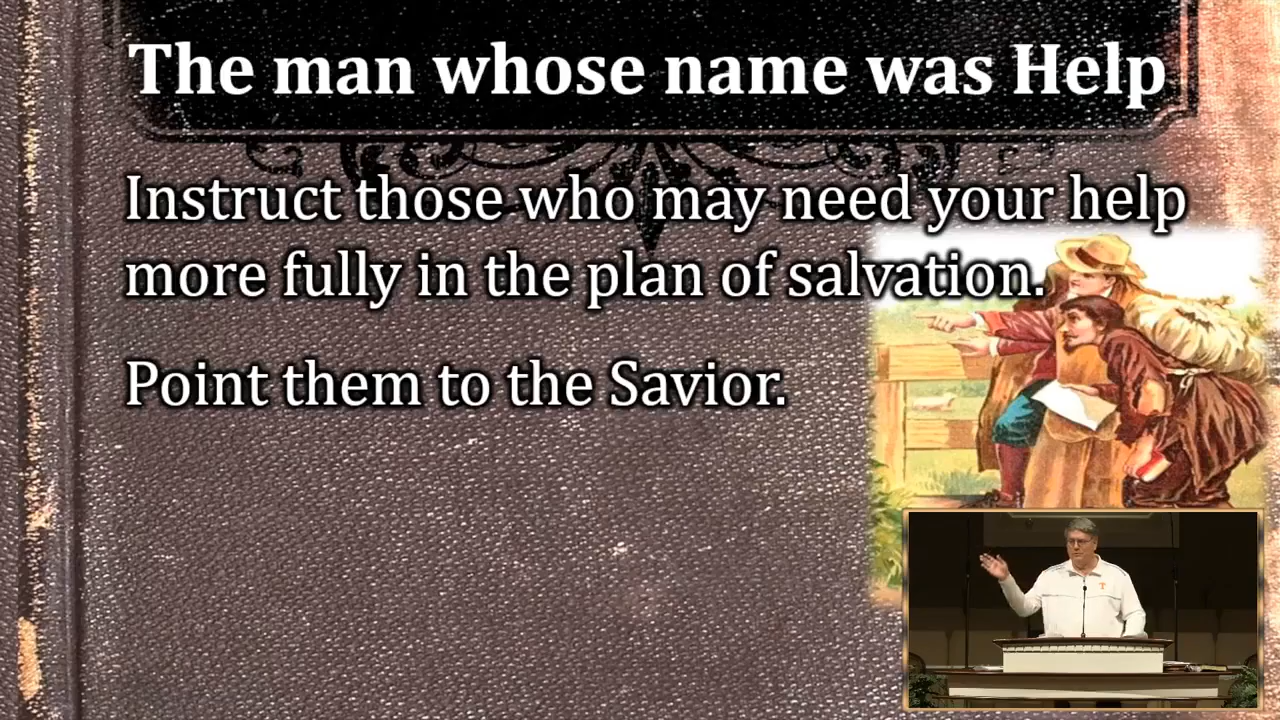 The man whose name was Help
Instruct those who may need your help
more fully in the plan of salvation.
Point them to the Savior.